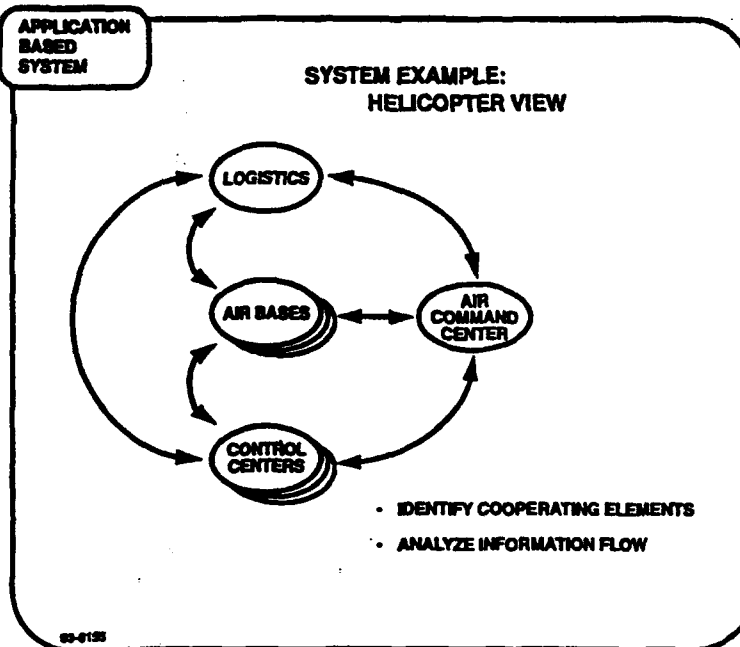 APPLICATION
BASED
SYSTEM
SYSTEM EXAMPLE:
HELICOPTER VIEW
LOGISTICS
AIR BASES
AIR
COMMAND
CENTER
CONTROL
CENTERS
• IDENTIFY COOPERATING ELEMENTS
• ANALYZE INFORMATION FLOW